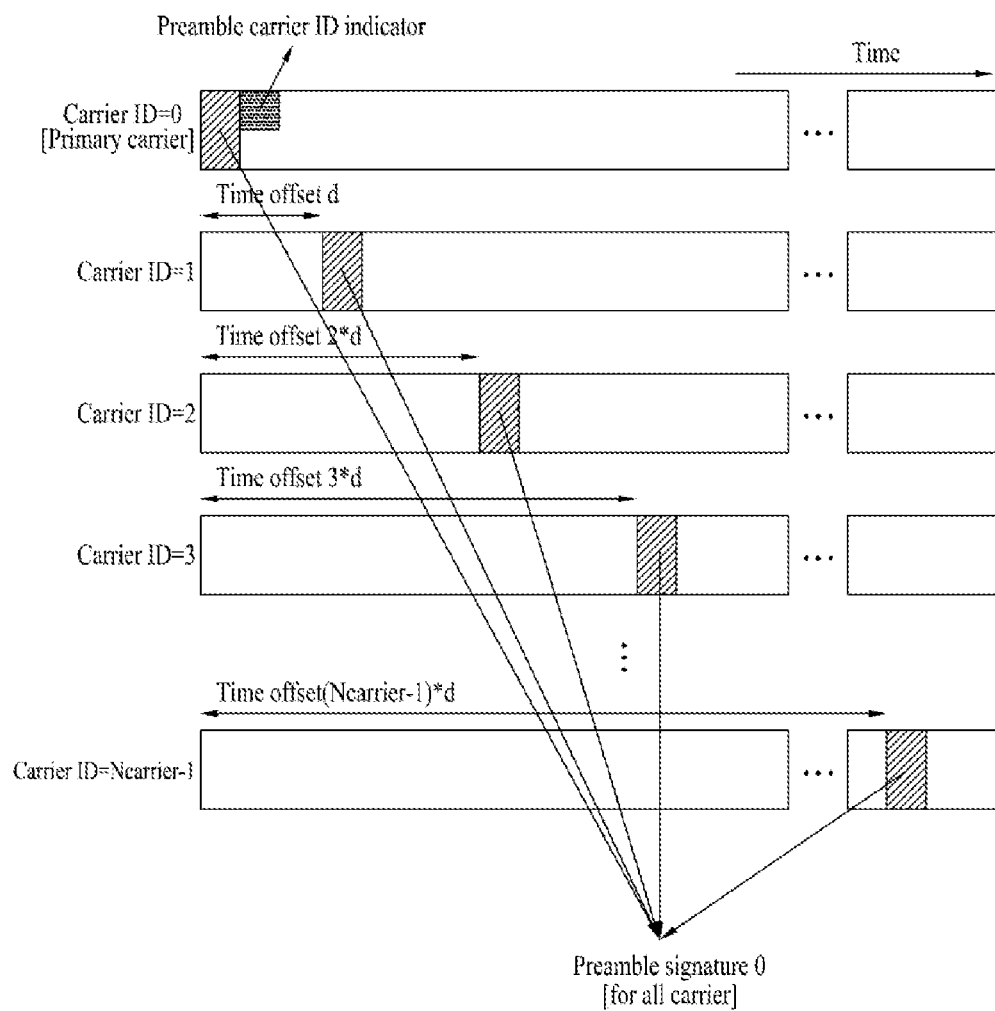 Preamble carrier ID indicator
Time
Carrier ID=0
[Primary carrier]
...
Time offset d
Carrier ID=1
...
Time offset 2*d
Carrier ID=2
...
Time offset 3*d
Carrier ID=3
...
...
Time offset(Ncarrier-1)*d
Carrier ID=Ncarrier-1
...
Preamble signature 0
[for all carrier]